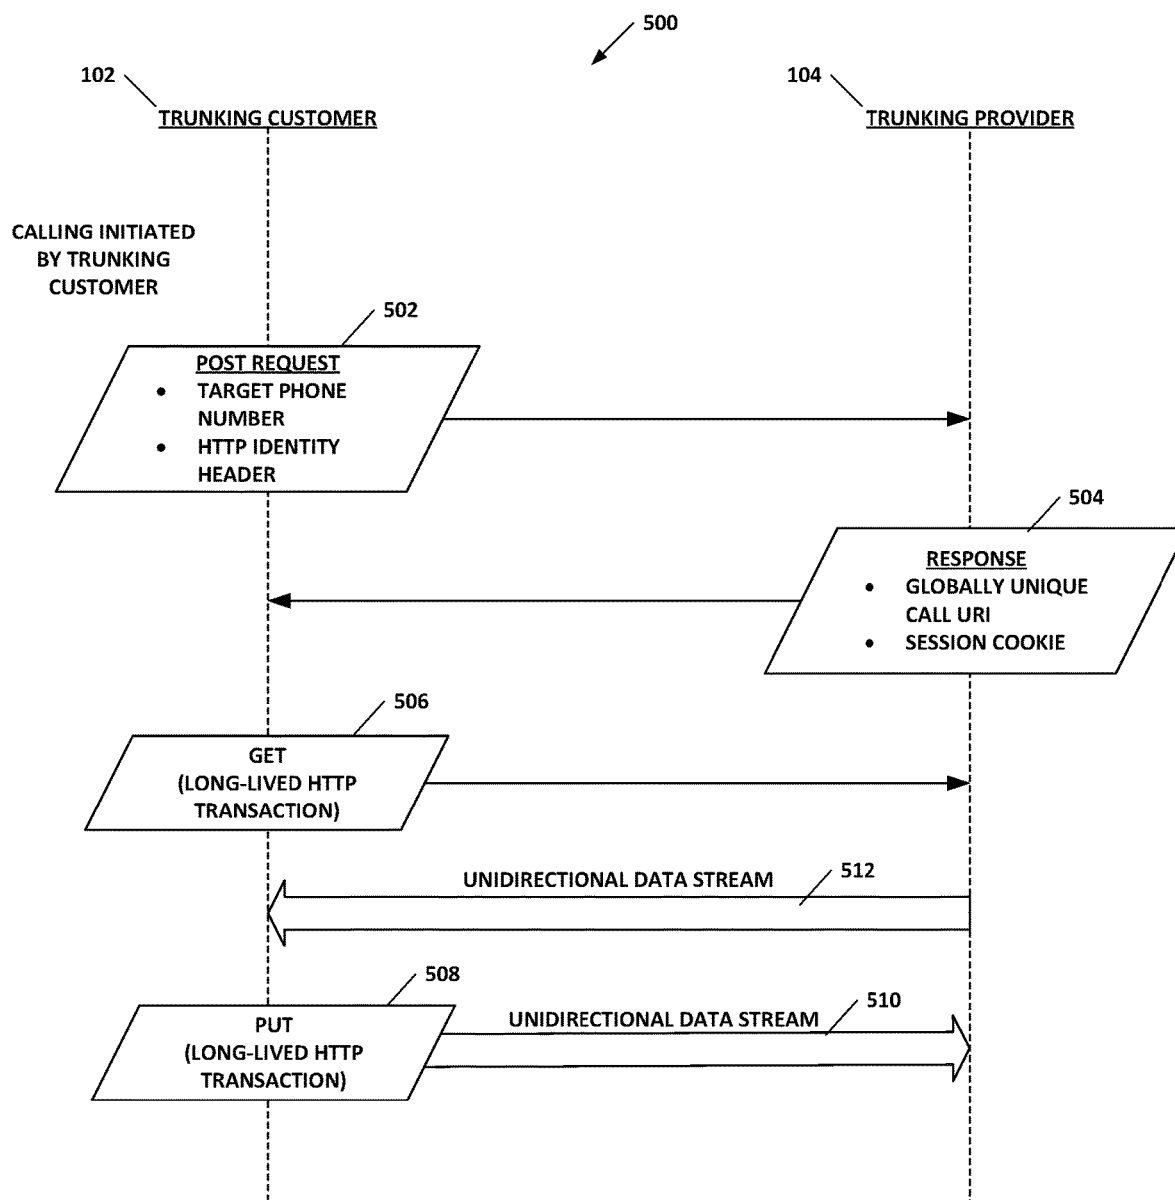 500
102
104
TRUNKING CUSTOMER
TRUNKING PROVIDER
CALLING INITIATED
BY TRUNKING
CUSTOMER
502
POST REQUEST
• TARGET PHONE
NUMBER
• HTTP IDENTITY
HEADER
504
RESPONSE
• GLOBALLY UNIQUE
CALL URI
• SESSION COOKIE
506
GET
(LONG-LIVED HTTP
TRANSACTION)
UNIDIRECTIONAL DATA STREAM
512
508
PUT
(LONG-LIVED HTTP
TRANSACTION)
UNIDIRECTIONAL DATA STREAM
510